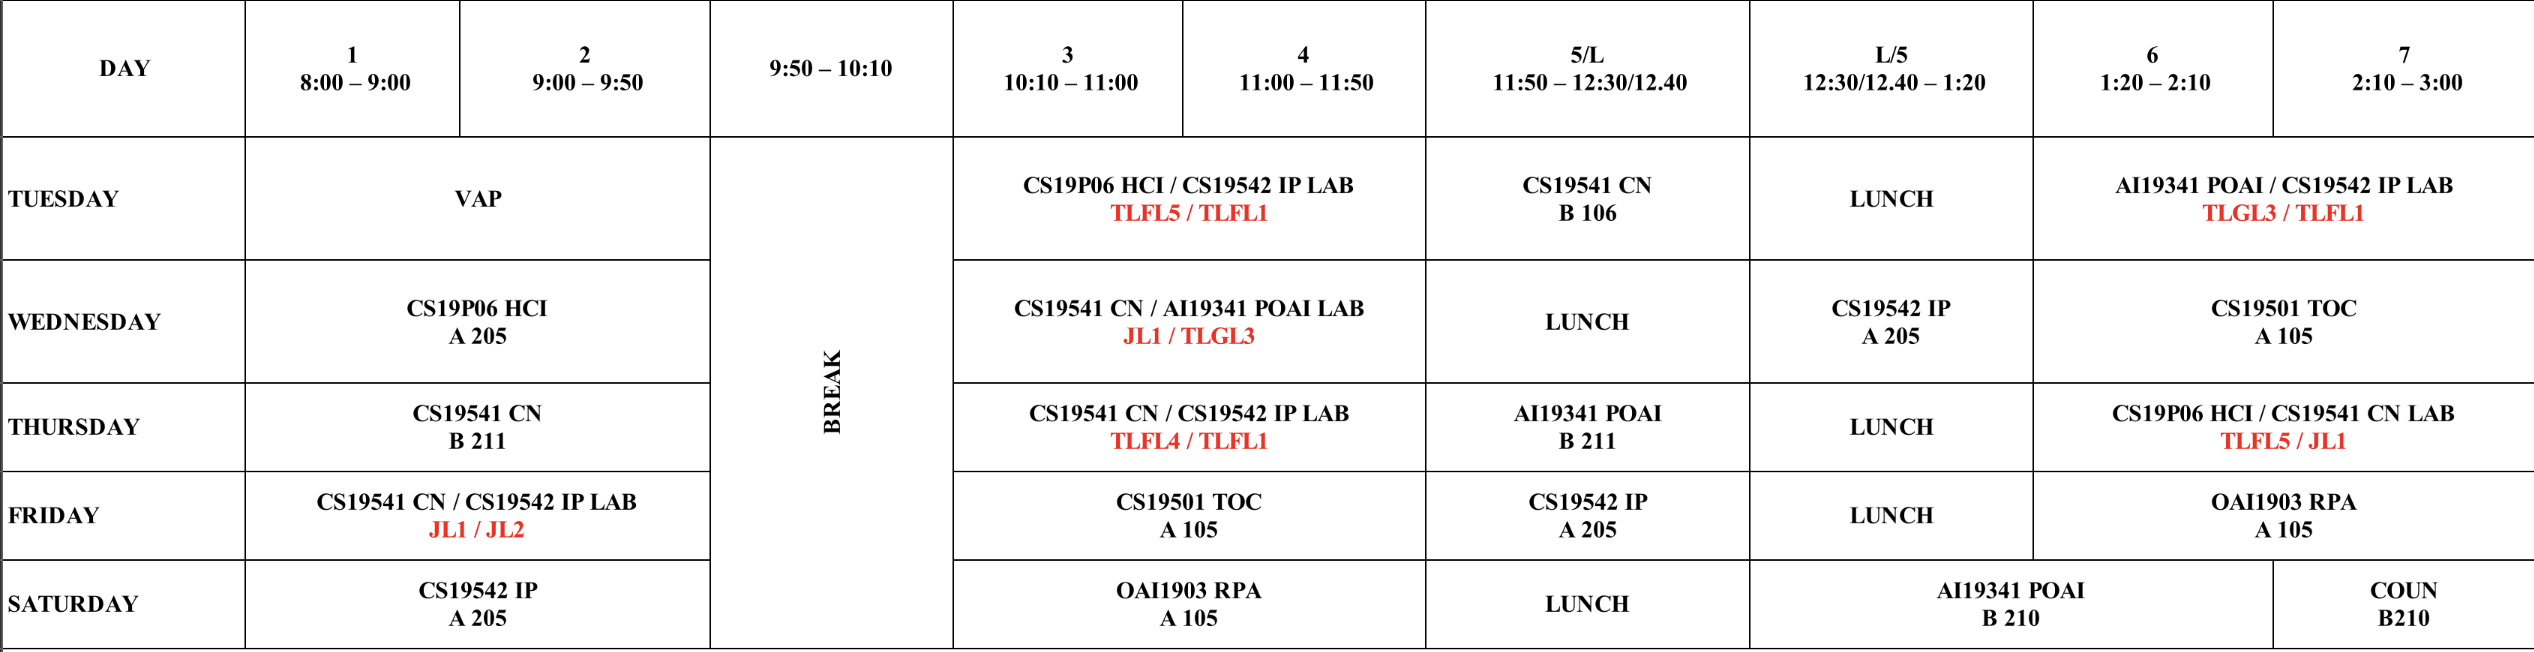 DAY
1
8:00 – 9:00
2
9:00 – 9:50
9:50 – 10:10
3
10:10 – 11:00
4
11:00 – 11:50
5/L
11:50 – 12:30/12.40
L/5
12:30/12.40 – 1:20
6
1:20 – 2:10
7
2:10 – 3:00
TUESDAY
VAP
BREAK
CS19P06 HCI / CS19542 IP LAB
TLFL5 / TLFL1
CS19541 CN
B 106
LUNCH
AI19341 POAI / CS19542 IP LAB
TLGL3 / TLFL1
WEDNESDAY
CS19P06 HCI
A 205
CS19541 CN / AI19341 POAI LAB
JL1 / TLGL3
LUNCH
CS19542 IP
A 205
CS19501 TOC
A 105
THURSDAY
CS19541 CN
B 211
CS19541 CN / CS19542 IP LAB
TLFL4 / TLFL1
AI19341 POAI
B 211
LUNCH
CS19P06 HCI / CS19541 CN LAB
TLFL5 / JL1
FRIDAY
CS19541 CN / CS19542 IP LAB
JL1 / JL2
CS19501 TOC
A 105
CS19542 IP
A 205
LUNCH
OAI1903 RPA
A 105
SATURDAY
CS19542 IP
A 205
OAI1903 RPA
A 105
LUNCH
AI19341 POAI
B 210
COUN
B210